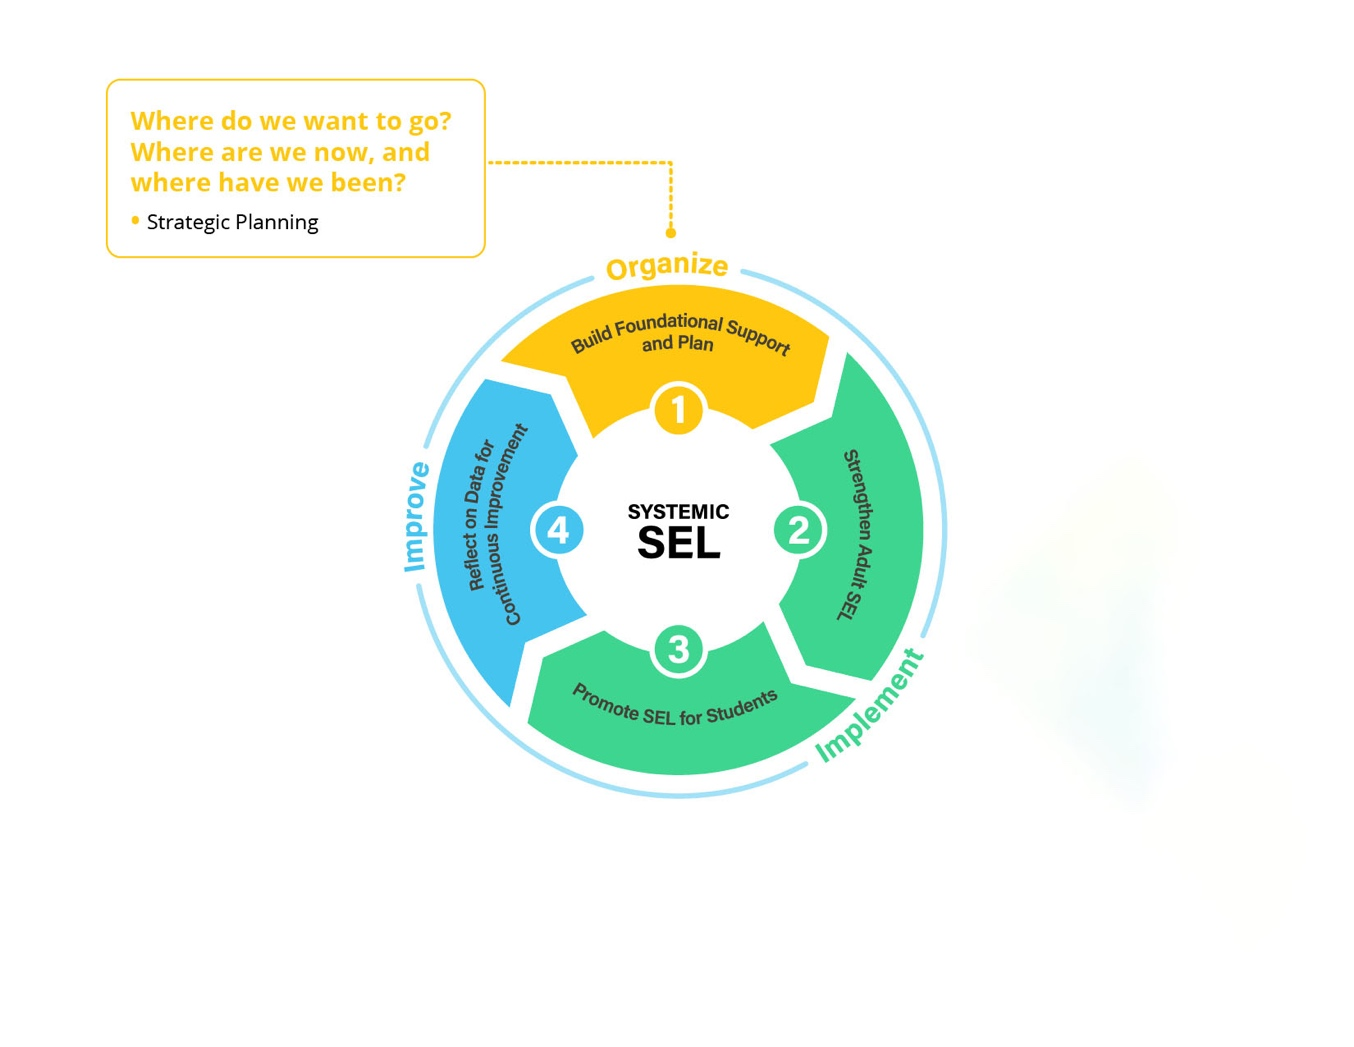 Where do we want to go?
Where are we now, and
where have we been?
• Strategic Planning
Organize
Build Foundational Support
and Plan
1
Strengthen Adult SEL
2
Implement
Promote SEL for Students
3
Improve
Reflect on Data for
Continuous Improvement
4
SYSTEMIC
SEL